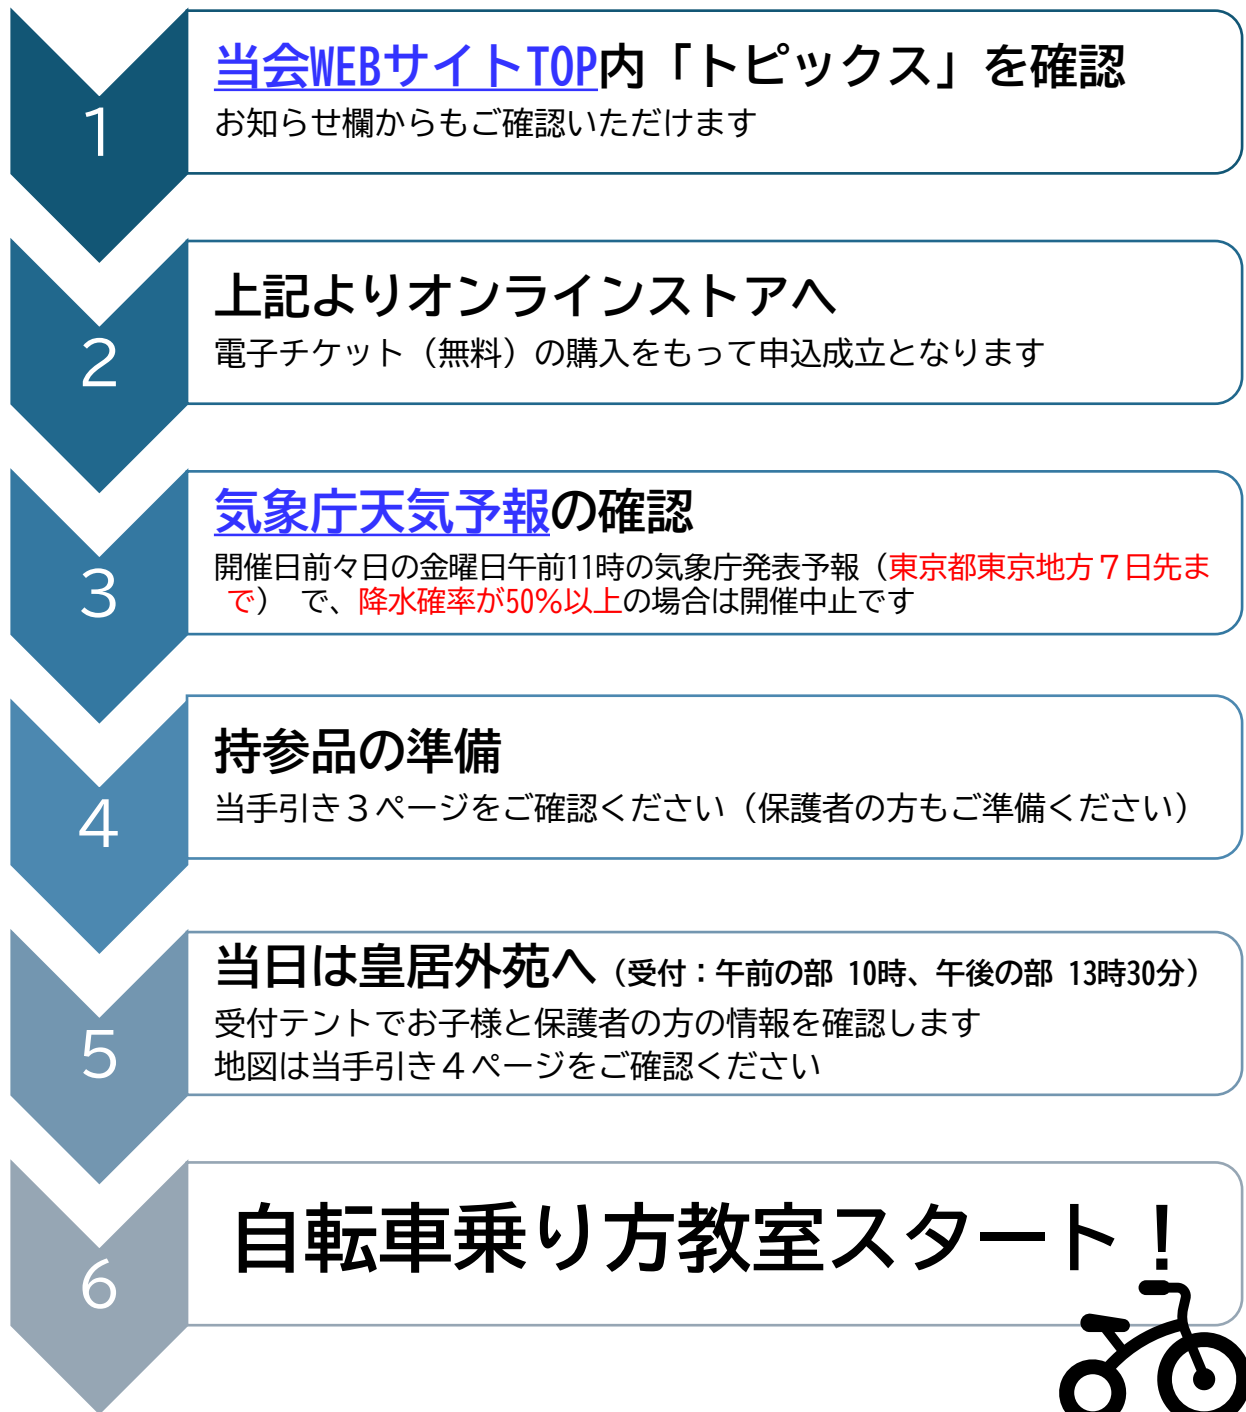 1
当会WEBサイトTOP内「トピックス」を確認
お知らせ欄からもご確認いただけます
2
上記よりオンラインストアへ
電子チケット（無料）の購入をもって申込成立となります
3
気象庁天気予報の確認
開催日前々日の金曜日午前11時の気象庁発表予報（東京都東京地方７日先ま
で） で、降水確率が50％以上の場合は開催中止です
4
持参品の準備
当手引き３ページをご確認ください（保護者の方もご準備ください）
5
当日は皇居外苑へ（受付：午前の部 10時、午後の部 13時30分）
受付テントでお子様と保護者の方の情報を確認します
地図は当手引き４ページをご確認ください
6
自転車乗り方教室スタート！